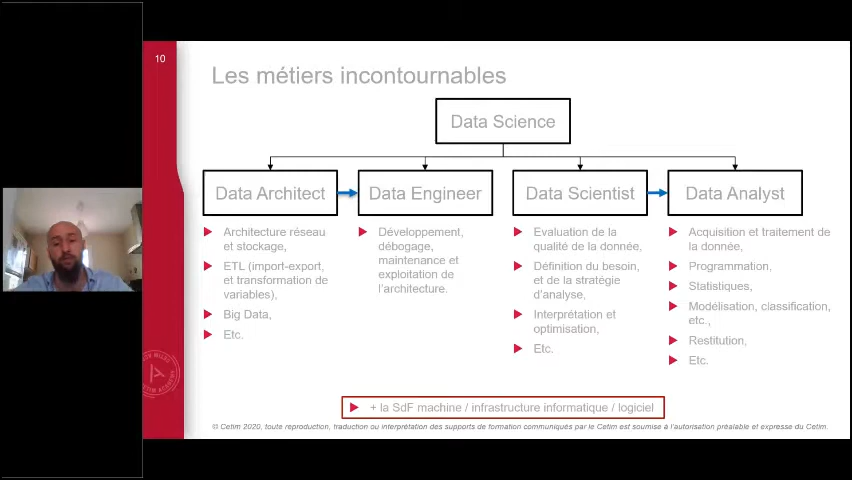 10
Les métiers incontournables
Data Science
Data Architect
Data Engineer
Data Scientist
Data Analyst
Architecture réseau
et stockage,
ETL (import-export,
et transformation de
variables),
Big Data,
Etc.
Développement,
débogage,
maintenance et
exploitation de
l'architecture.
Evaluation de la
qualité de la donnée,
Définition du besoin,
et de la stratégie
d'analyse,
Interprétation et
optimisation,
Etc.
Acquisition et traitement de
la donnée,
Programmation,
Statistiques,
Modélisation, classification,
etc.,
Restitution,
Etc.
+ la SdF machine / infrastructure informatique / logiciel
© Cetim 2020, toute reproduction, traduction ou interprétation des supports de formation communiqués par le Cetim est soumise à l'autorisation préalable et expresse du Cetim.